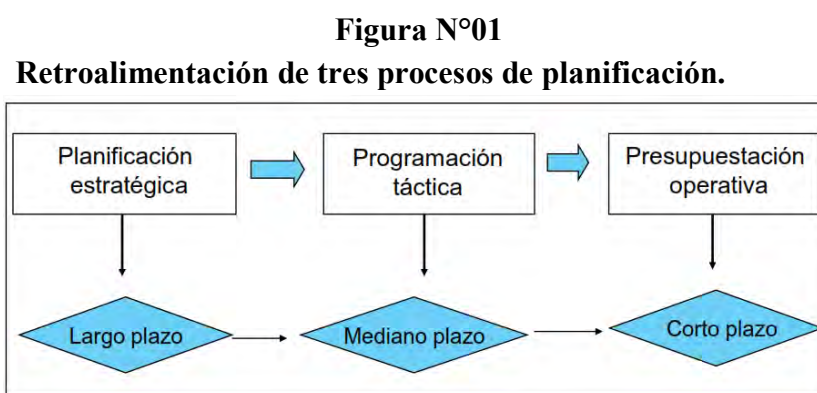 Figura N°01
Retroalimentación de tres procesos de planificación.
Planificación
estratégica
Programación
táctica
Presupuestación
operativa
Largo plazo
Mediano plazo
Corto plazo